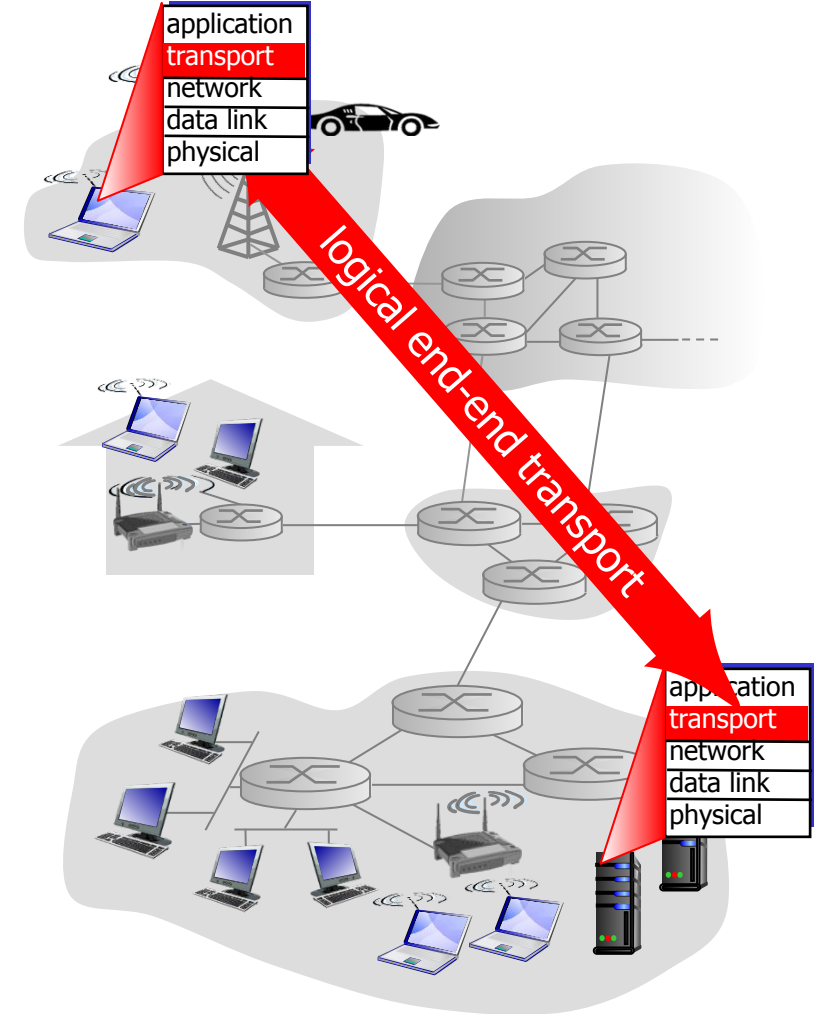 application
transport
network
data link
physical
logical end-end transport
application
transport
network
data link
physical